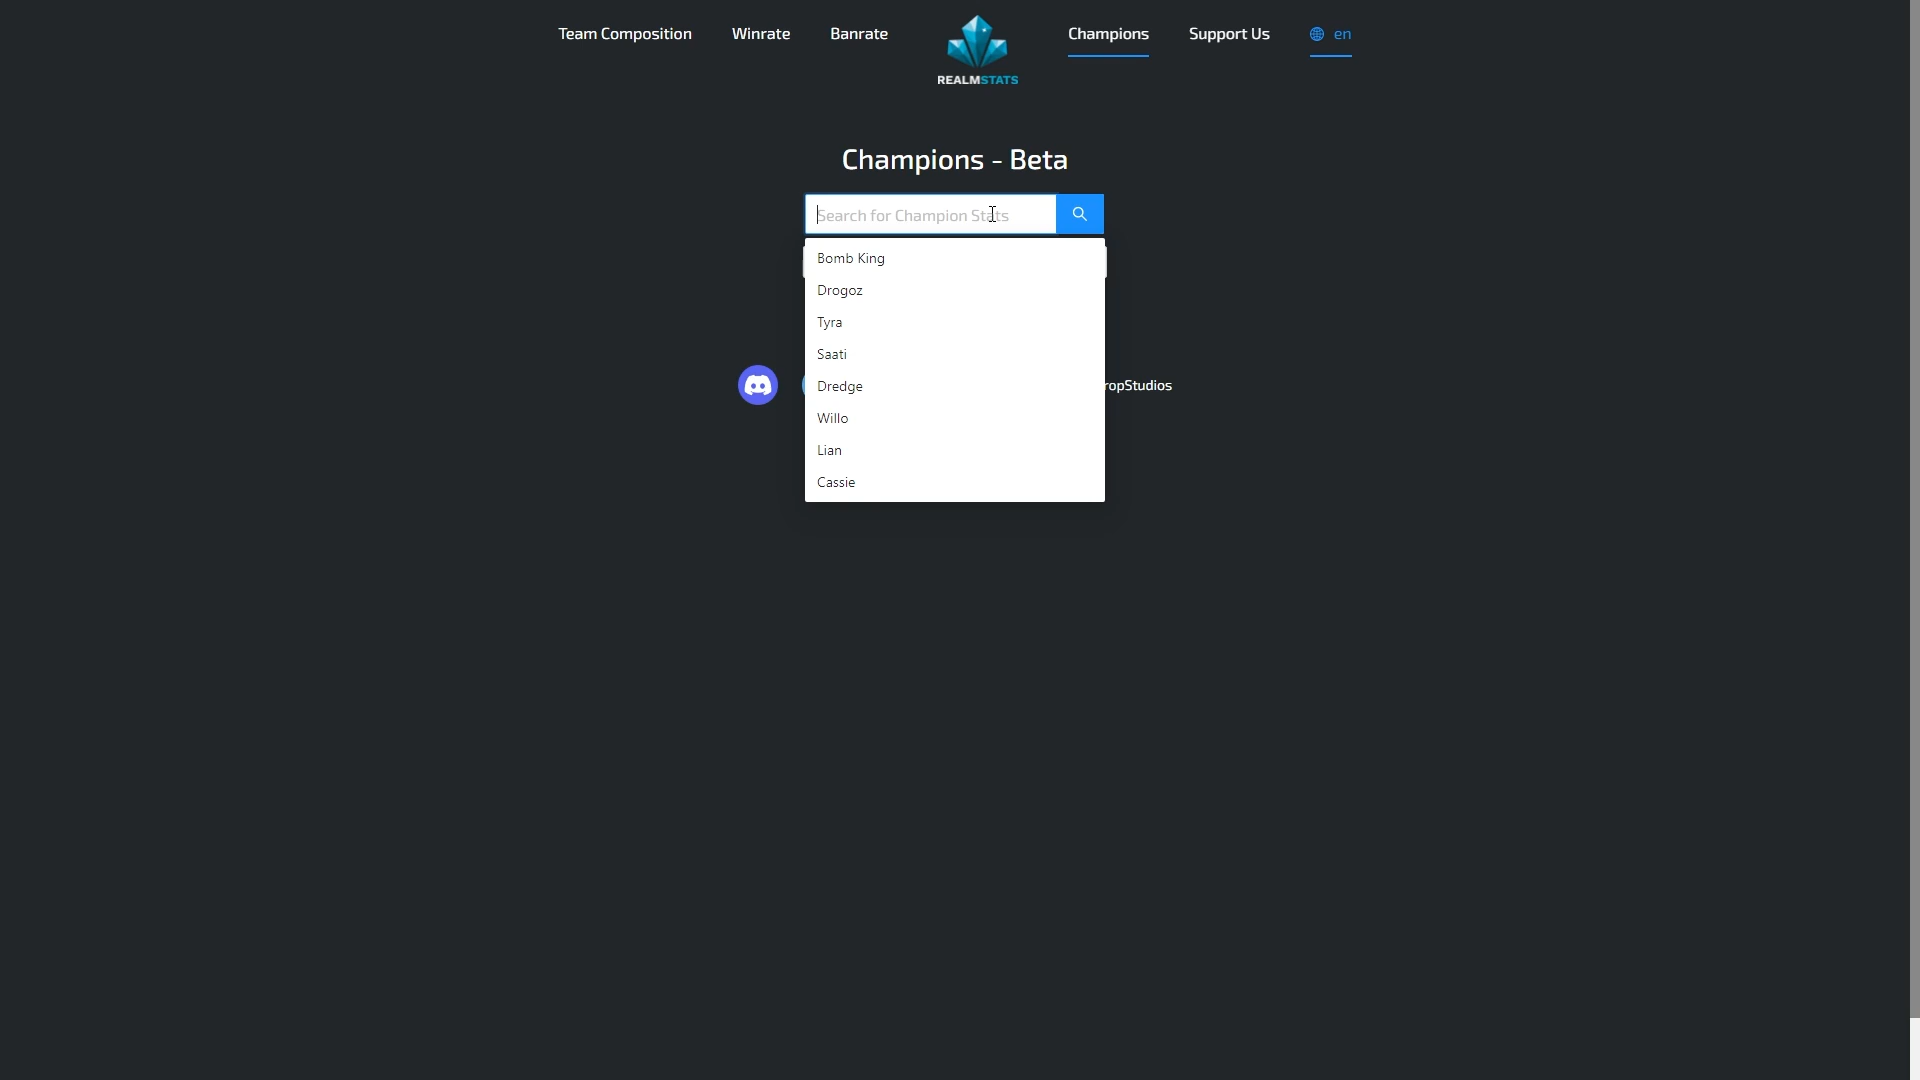 Team Composition Winrate Banrate Champions Support Us en
REALMSTATS
Champions - Beta
Search for Champion Stats
Bomb King
Drogoz
Tyra
Saati
Dredge
ropStudios
Willo
Lian
Cassie